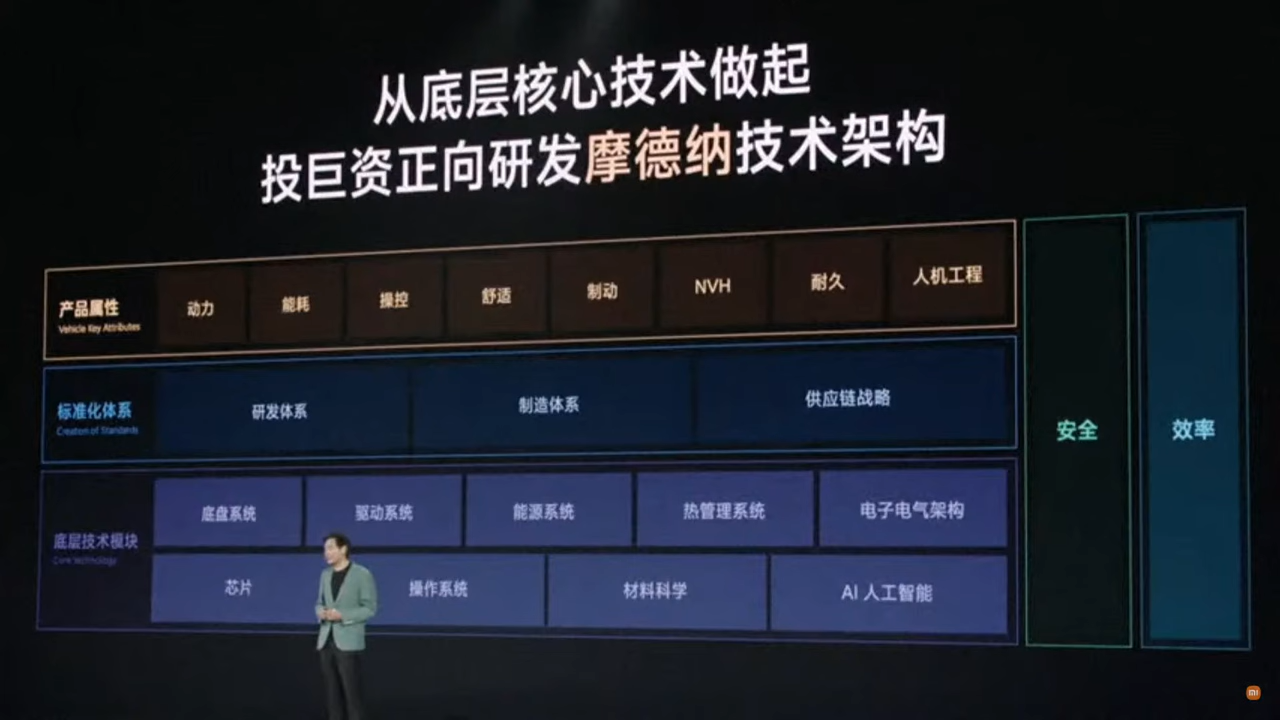 从底层核心技术做起
投巨资正向研发摩德纳技术架构
产品属性
Vehicle Key Attributes
动力
能耗
操控
舒适
制动
NVH
耐久
人机工程
标准化体系
Creation of Standards
研发体系
制造体系
供应链战略
底层技术模块
Core technology
底盘系统
驱动系统
能源系统
热管理系统
电子电气架构
芯片
操作系统
材料科学
AI 人工智能
安全
效率
mi